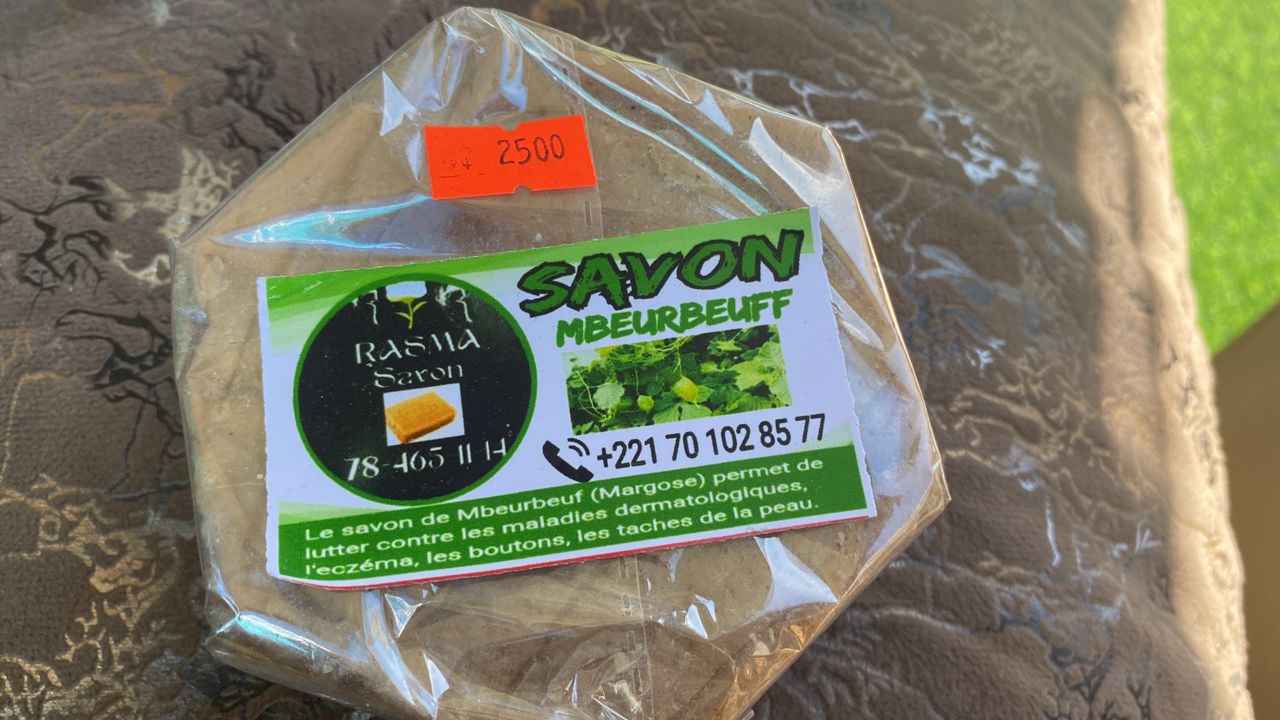 2500
SAVON
MBEURBEUFF
RASMA
Savon
78-465 11 14
+221 70 102 85 77
Le savon de Mbeurbeuf (Margose) permet de
lutter contre les maladies dermatologiques,
l'eczéma, les boutons, les taches de la peau.